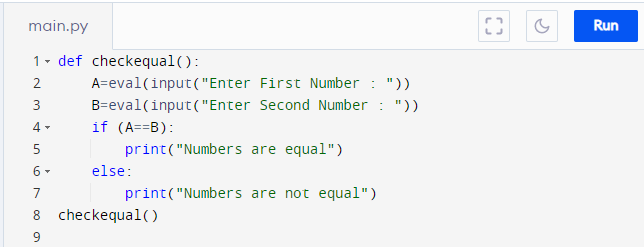 main.py
Run
1 def checkequal():
2     A=eval(input("Enter First Number : "))
3     B=eval(input("Enter Second Number : "))
4     if (A==B):
5         print("Numbers are equal")
6     else:
7         print("Numbers are not equal")
8 checkequal()
9